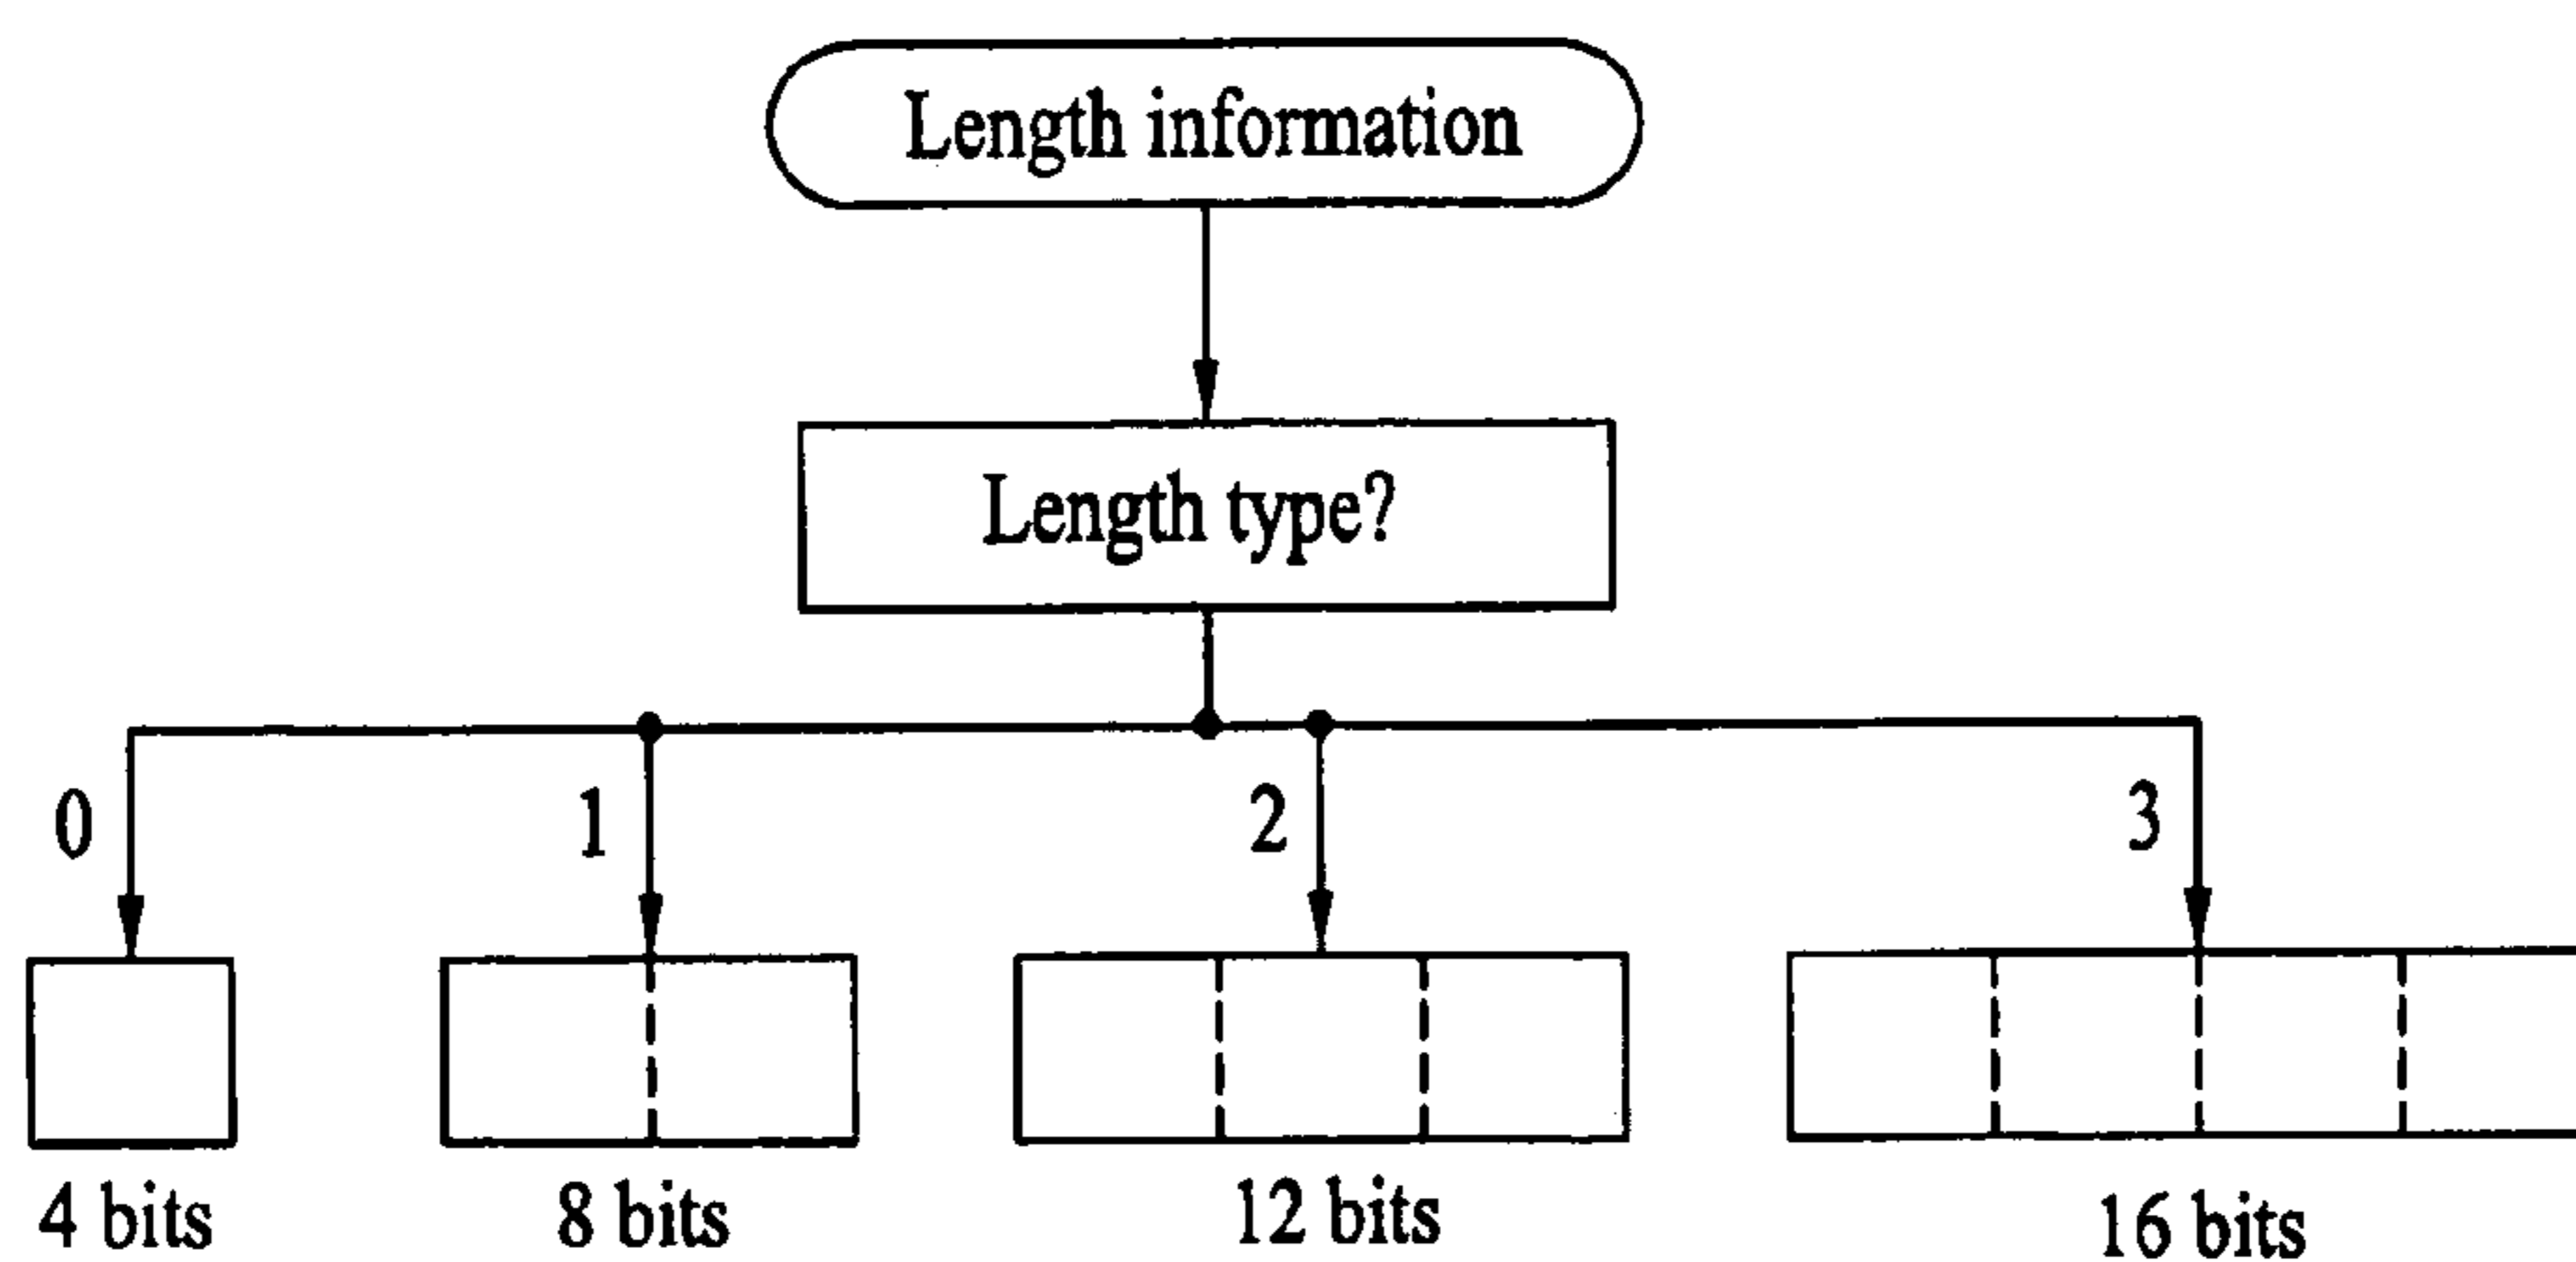 Length information
Length type?
0
1
2
3
4 bits
8 bits
12 bits
16 bits